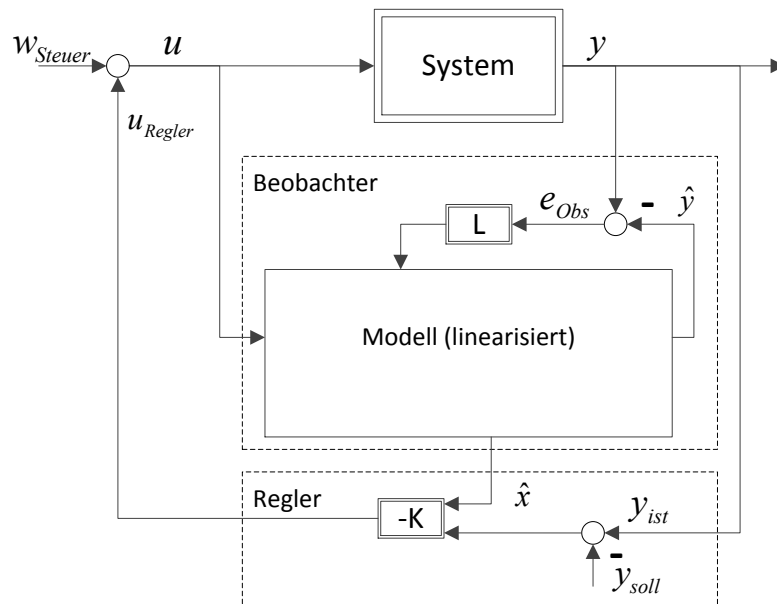 w_Steuer
u
System
y
u_Regler
Beobachter
e_Obs
-
ŷ
L
Modell (linearisiert)
Regler
x̂
-K
y_ist
-
y_soll